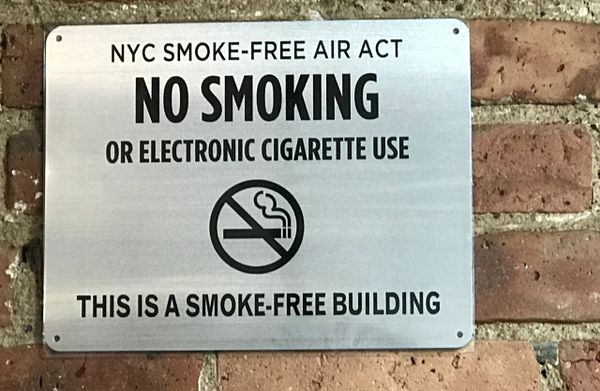 NYC SMOKE-FREE AIR ACT
NO SMOKING
OR ELECTRONIC CIGARETTE USE
THIS IS A SMOKE-FREE BUILDING